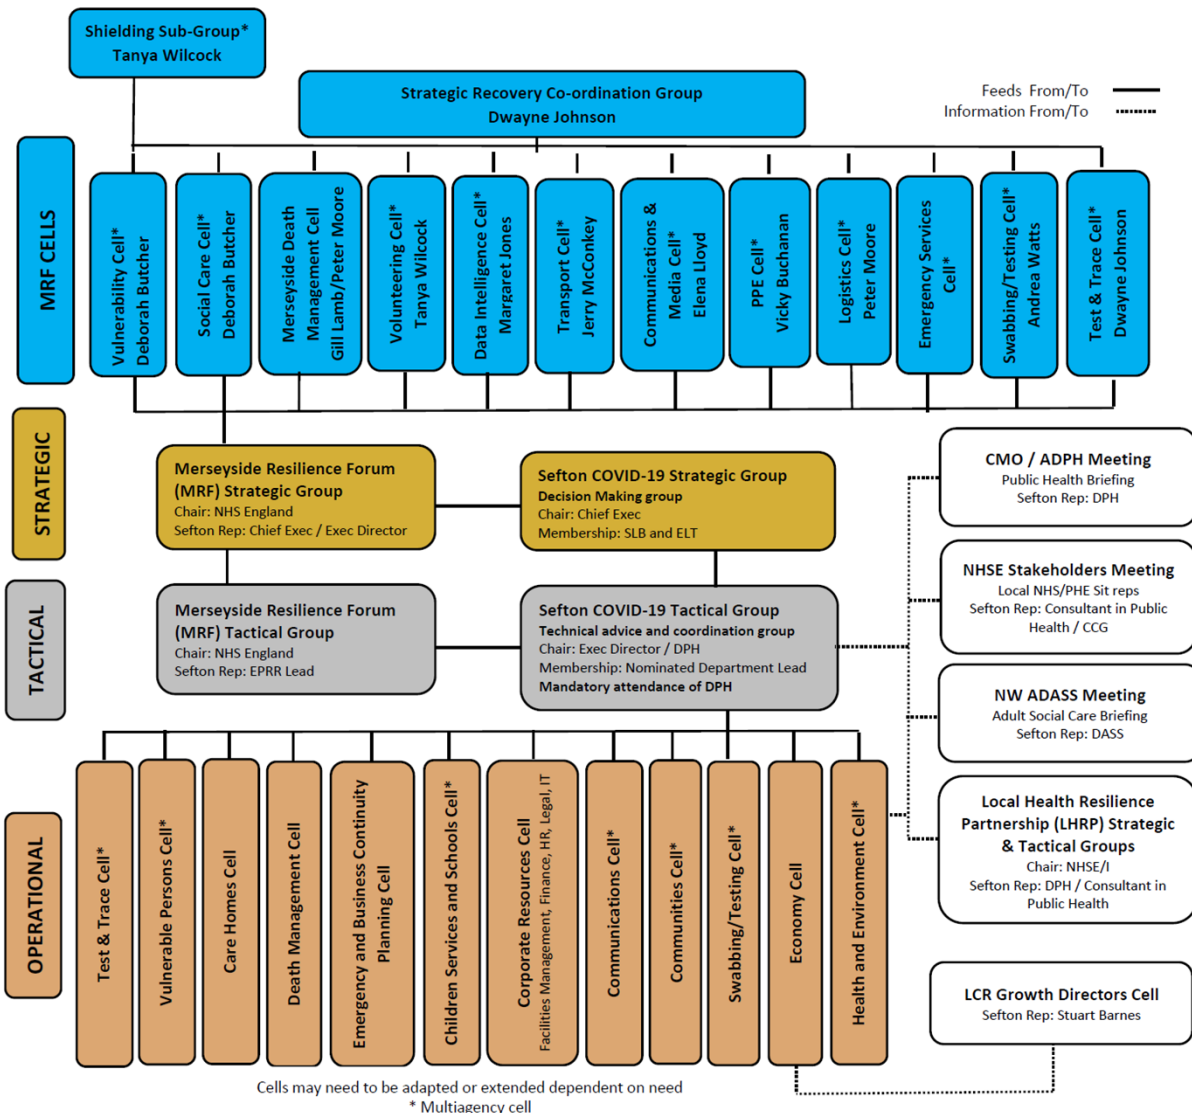 Shielding Sub-Group*
Tanya Wilcock
Strategic Recovery Co-ordination Group
Dwayne Johnson
Feeds From/To
Information From/To
MRF CELLS
Vulnerability Cell*
Deborah Butcher
Social Care Cell*
Deborah Butcher
Merseyside Death
Management Cell
Gill Lamb/Peter Moore
Volunteering Cell*
Tanya Wilcock
Data Intelligence Cell*
Margaret Jones
Transport Cell*
Jerry McConkey
Communications &
Media Cell*
Elena Lloyd
PPE Cell*
Vicky Buchanan
Logistics Cell*
Peter Moore
Emergency Services
Cell*
Swabbing/Testing Cell*
Andrea Watts
Test & Trace Cell*
Dwayne Johnson
STRATEGIC
Merseyside Resilience Forum
(MRF) Strategic Group
Chair: NHS England
Sefton Rep: Chief Exec / Exec Director
Sefton COVID-19 Strategic Group
Decision Making group
Chair: Chief Exec
Membership: SLB and ELT
TACTICAL
Merseyside Resilience Forum
(MRF) Tactical Group
Chair: NHS England
Sefton Rep: EPRR Lead
Sefton COVID-19 Tactical Group
Technical advice and coordination group
Chair: Exec Director / DPH
Membership: Nominated Department Lead
Mandatory attendance of DPH
CMO / ADPH Meeting
Public Health Briefing
Sefton Rep: DPH
NHSE Stakeholders Meeting
Local NHS/PHE Sit reps
Sefton Rep: Consultant in Public
Health / CCG
NW ADASS Meeting
Adult Social Care Briefing
Sefton Rep: DASS
Local Health Resilience
Partnership (LHRP) Strategic
& Tactical Groups
Chair: NHSE/I
Sefton Rep: DPH / Consultant in
Public Health
OPERATIONAL
Test & Trace Cell*
Vulnerable Persons Cell*
Care Homes Cell
Death Management Cell
Emergency and Business Continuity
Planning Cell
Children Services and Schools Cell*
Corporate Resources Cell
Facilities Management, Finance, HR, Legal, IT
Communications Cell*
Communities Cell*
Swabbing/Testing Cell*
Economy Cell
Health and Environment Cell*
LCR Growth Directors Cell
Sefton Rep: Stuart Barnes
Cells may need to be adapted or extended dependent on need
* Multiagency cell